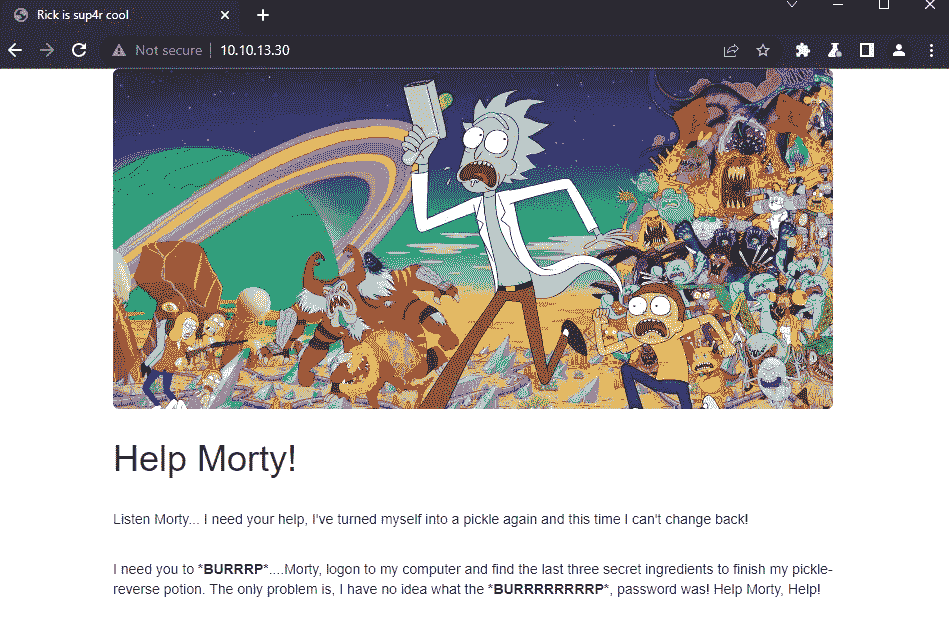 Rick is sup4r cool
Not secure | 10.10.13.30
Help Morty!
Listen Morty... I need your help, I've turned myself into a pickle again and this time I can't change back!
I need you to *BURRRP*....Morty, logon to my computer and find the last three secret ingredients to finish my pickle-
reverse potion. The only problem is, I have no idea what the *BURRRRRRRRP*, password was! Help Morty, Help!